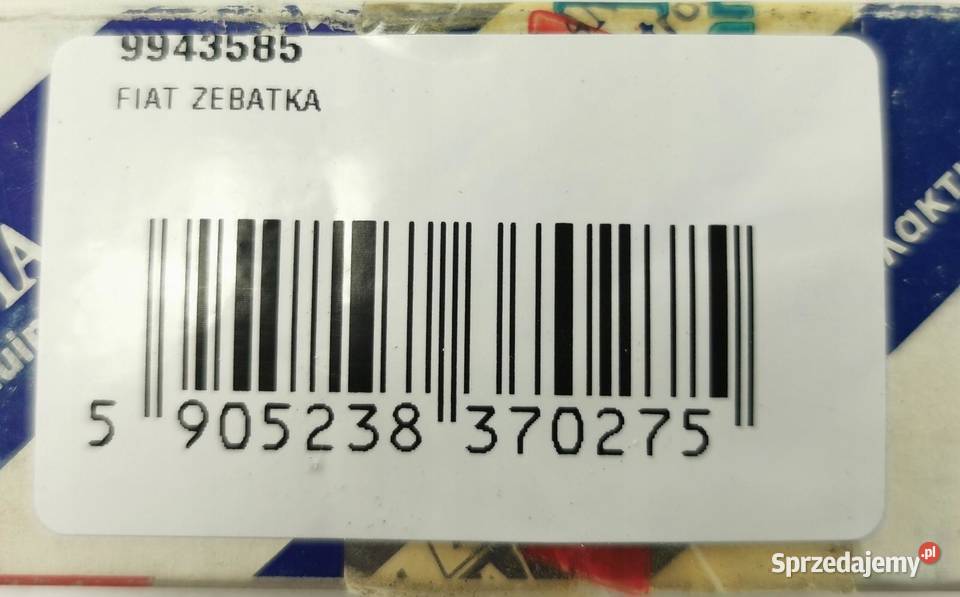 9943585
FIAT ZEBATKA
5 905238 370275
Sprzedajemy.pl